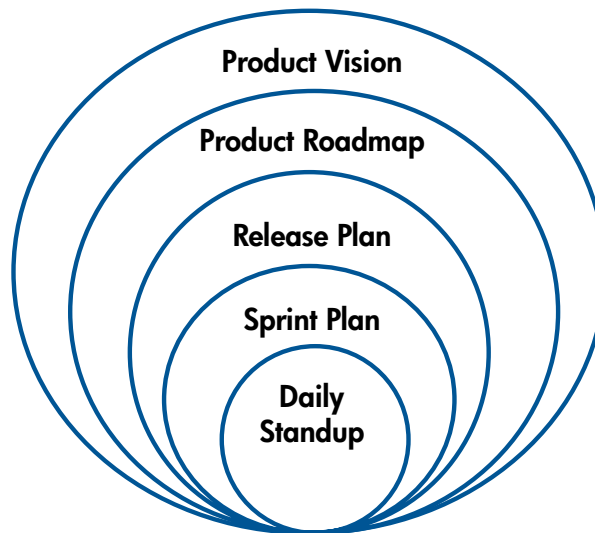 Product Vision
Product Roadmap
Release Plan
Sprint Plan
Daily
Standup